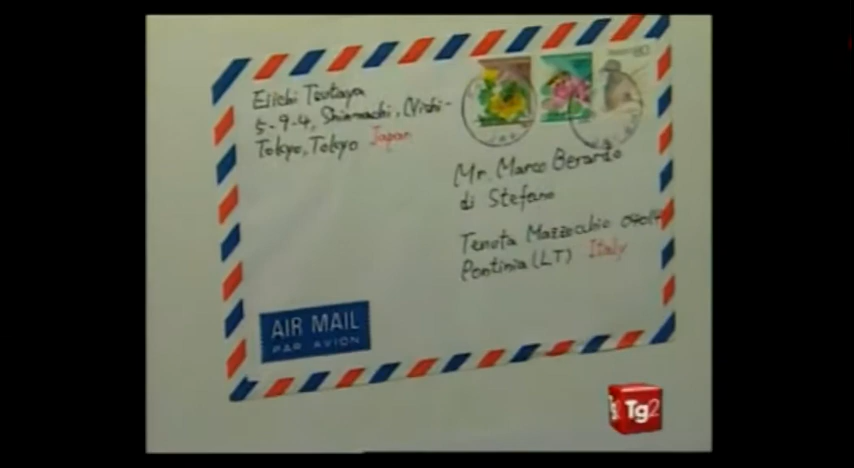 Eiichi Tsutaya
5-9-4, Shinmachi, Nishi-
Tokyo, Tokyo Japan
Mr. Marco Berardo
di Stefano
Tenuta Mazzocchio 04014
Pontinia (LT) Italy
AIR MAIL
PAR AVION
Tg2